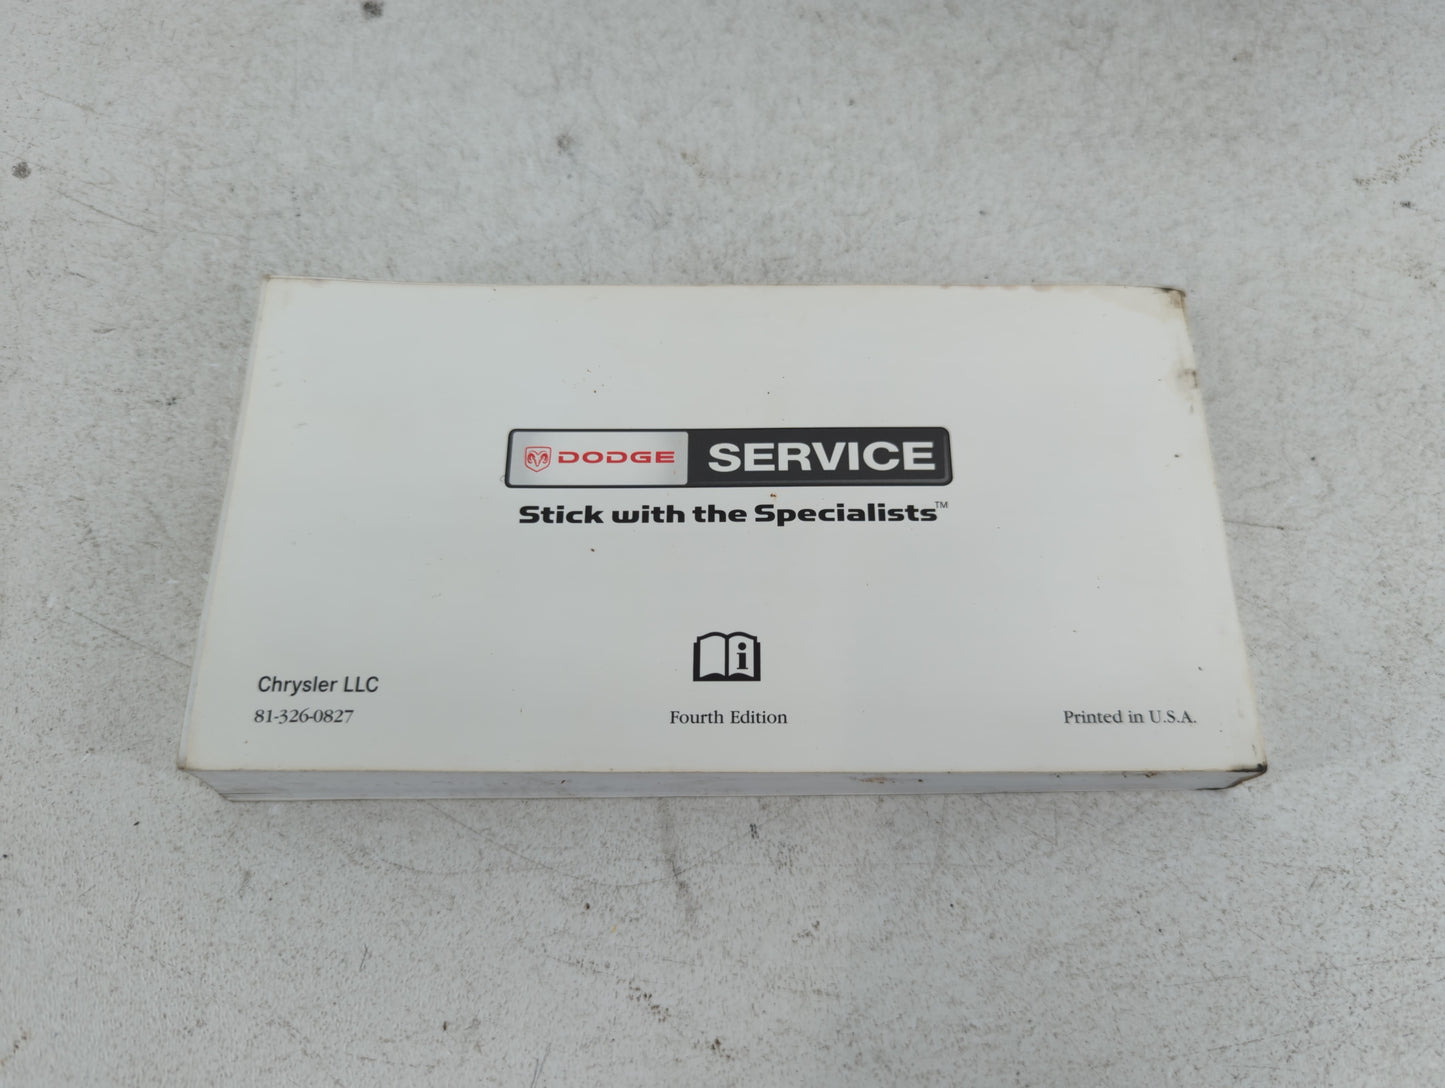 DODGE SERVICE
Stick with the Specialists™
i
Chrysler LLC
81-326-0827
Fourth Edition
Printed in U.S.A.